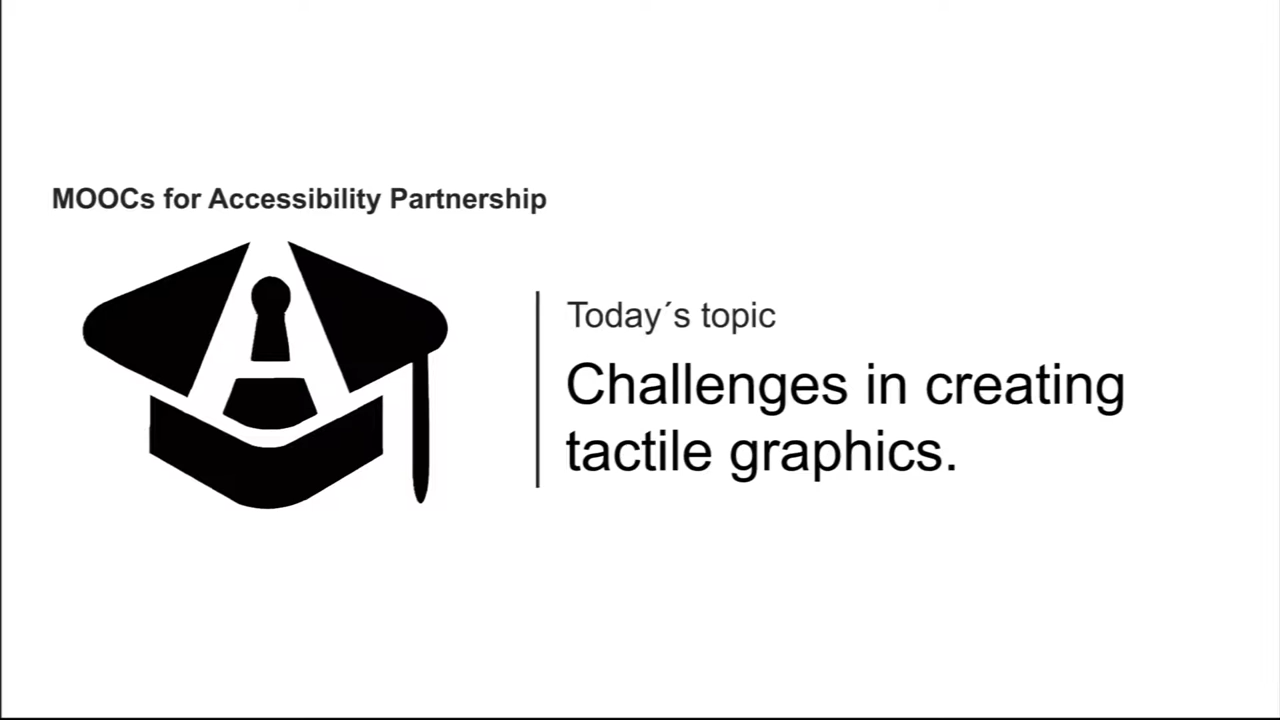 MOOCs for Accessibility Partnership
Today´s topic
Challenges in creating
tactile graphics.